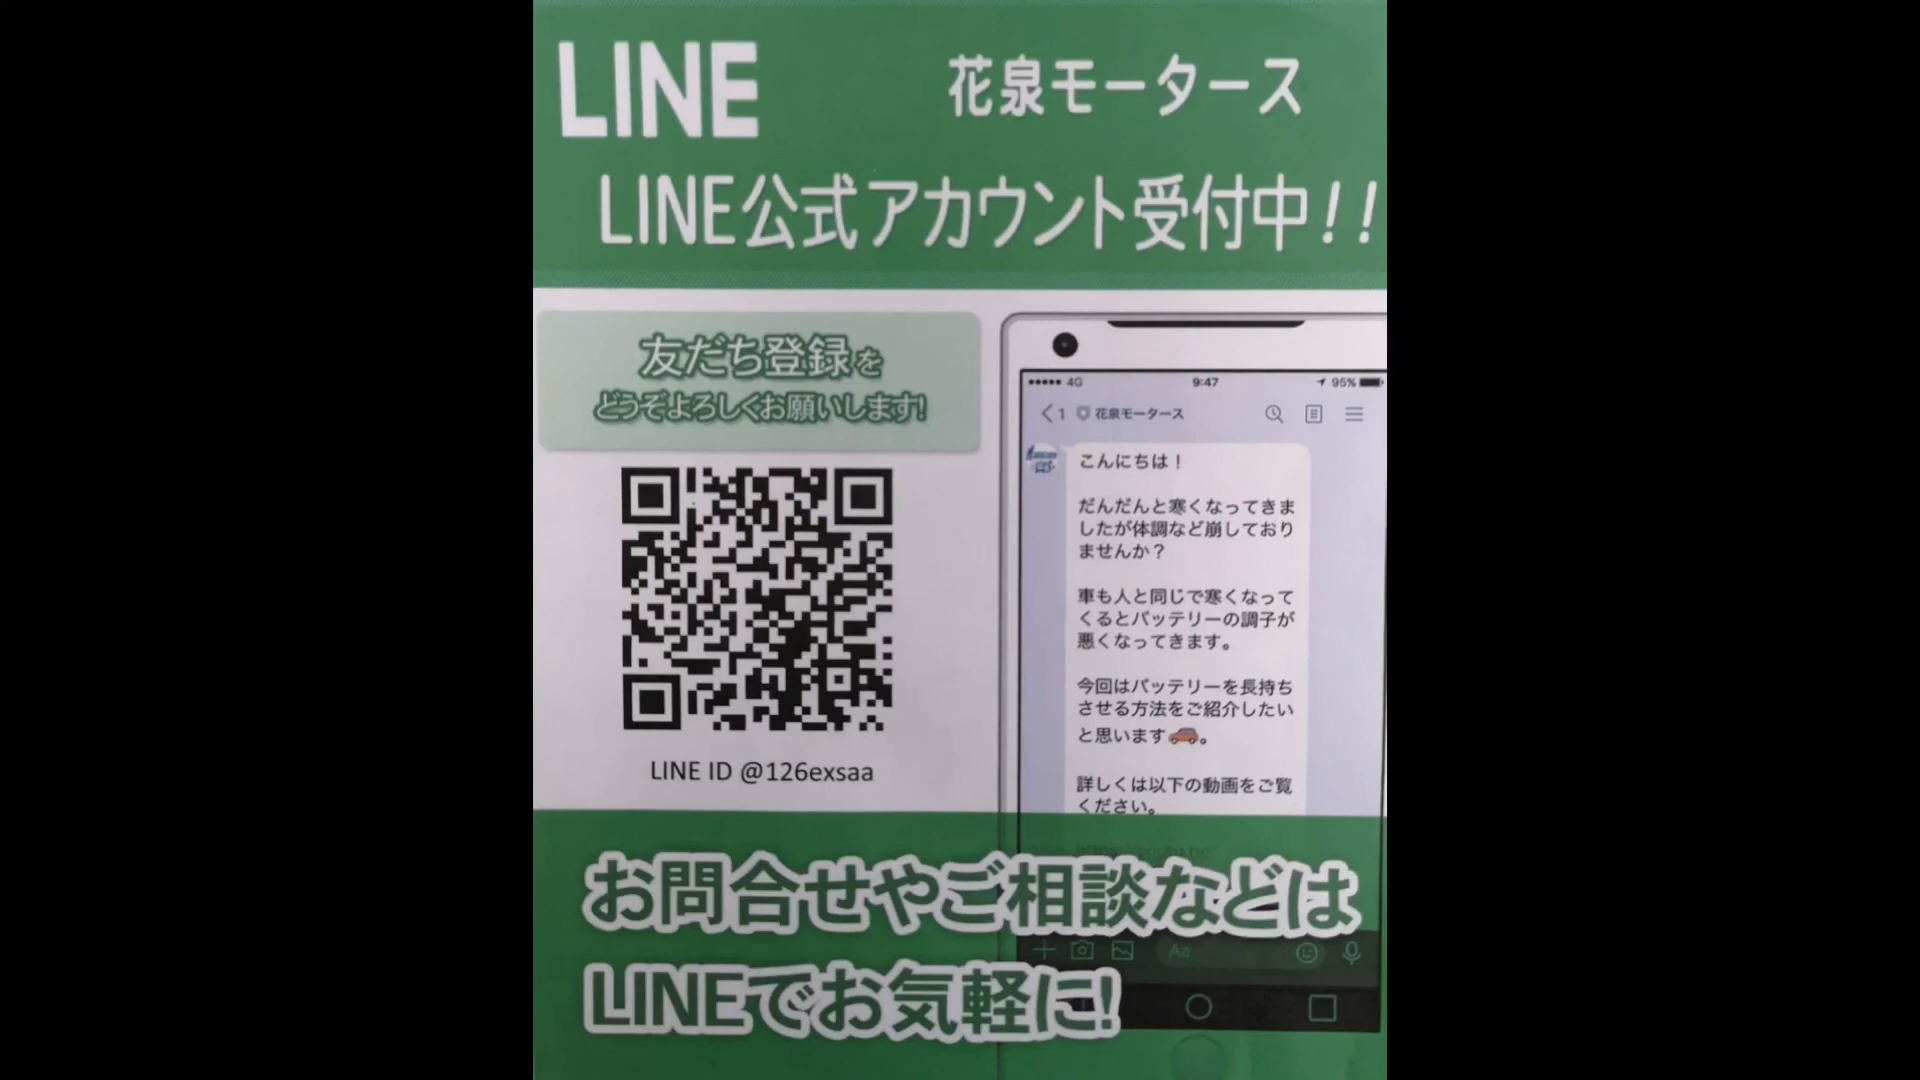 LINE
花泉モータース
LINE公式アカウント受付中!!
友だち登録を
どうぞよろしくお願いします!
LINE ID @126exsaa
4G 9:47 95%
1 花泉モータース
こんにちは！
だんだんと寒くなってきま
したが体調など崩しており
ませんか？
車も人と同じで寒くなって
くるとバッテリーの調子が
悪くなってきます。
今回はバッテリーを長持ち
させる方法をご紹介したい
と思います🚗。
詳しくは以下の動画をご覧
ください。
Aa
お問合せやご相談などは
LINEでお気軽に!